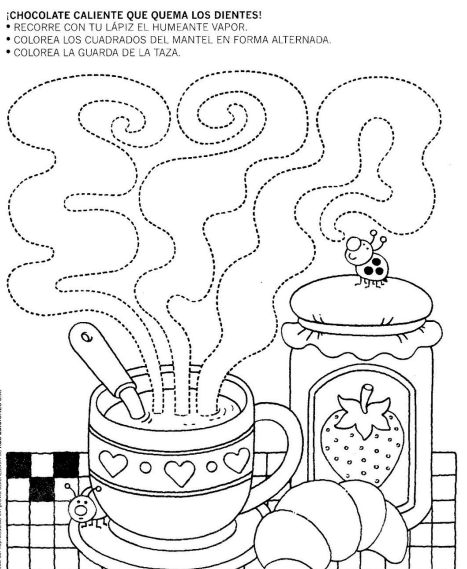 ¡CHOCOLATE CALIENTE QUE QUEMA LOS DIENTES!
• RECORRE CON TU LÁPIZ EL HUMEANTE VAPOR.
• COLOREA LOS CUADRADOS DEL MANTEL EN FORMA ALTERNADA.
• COLOREA LA GUARDA DE LA TAZA.